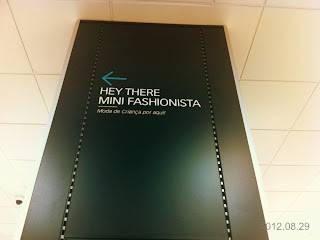 HEY THERE
MINI FASHIONISTA
Moda de Criança por aqui!
2012.08.29